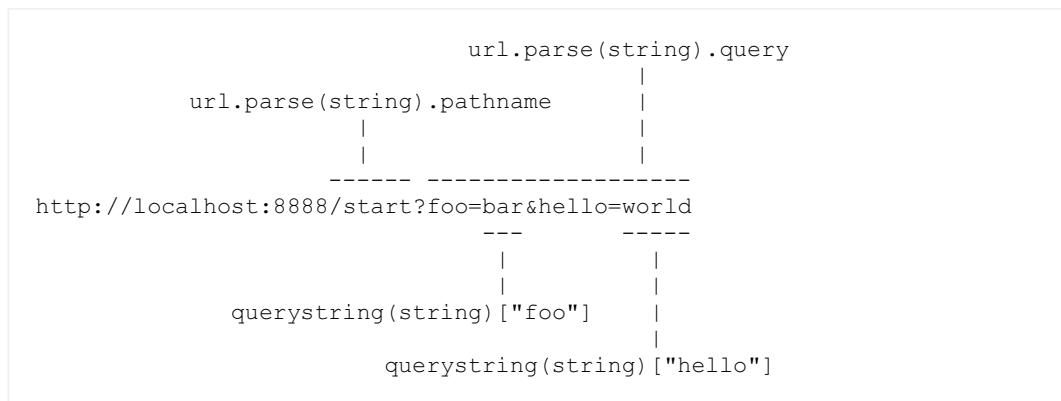 url.parse(string).query
url.parse(string).pathname
http://localhost:8888/start?foo=bar&hello=world
querystring(string)["foo"]
querystring(string)["hello"]